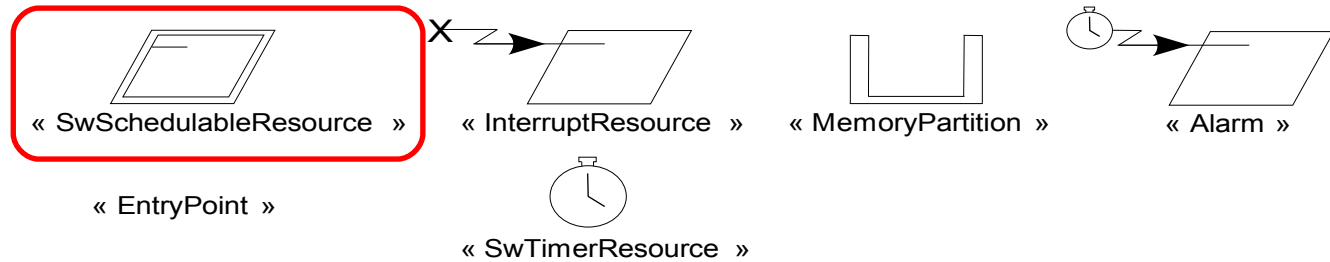 « SwSchedulableResource »
« InterruptResource »
« MemoryPartition »
« Alarm »
« EntryPoint »
« SwTimerResource »